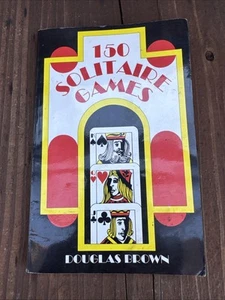 150
SOLITAIRE
GAMES
DOUGLAS BROWN